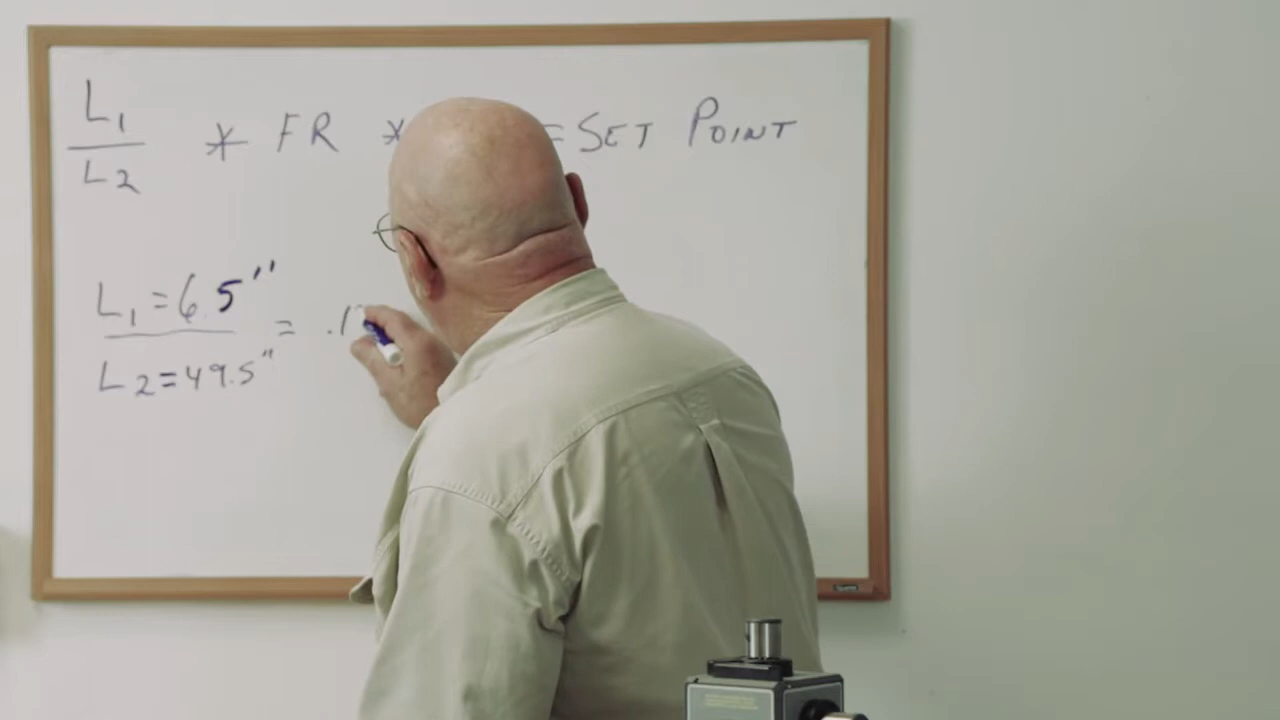 L1
* FR * = SET POINT
L2
L1 = 6.5"
= .1
L2 = 49.5"